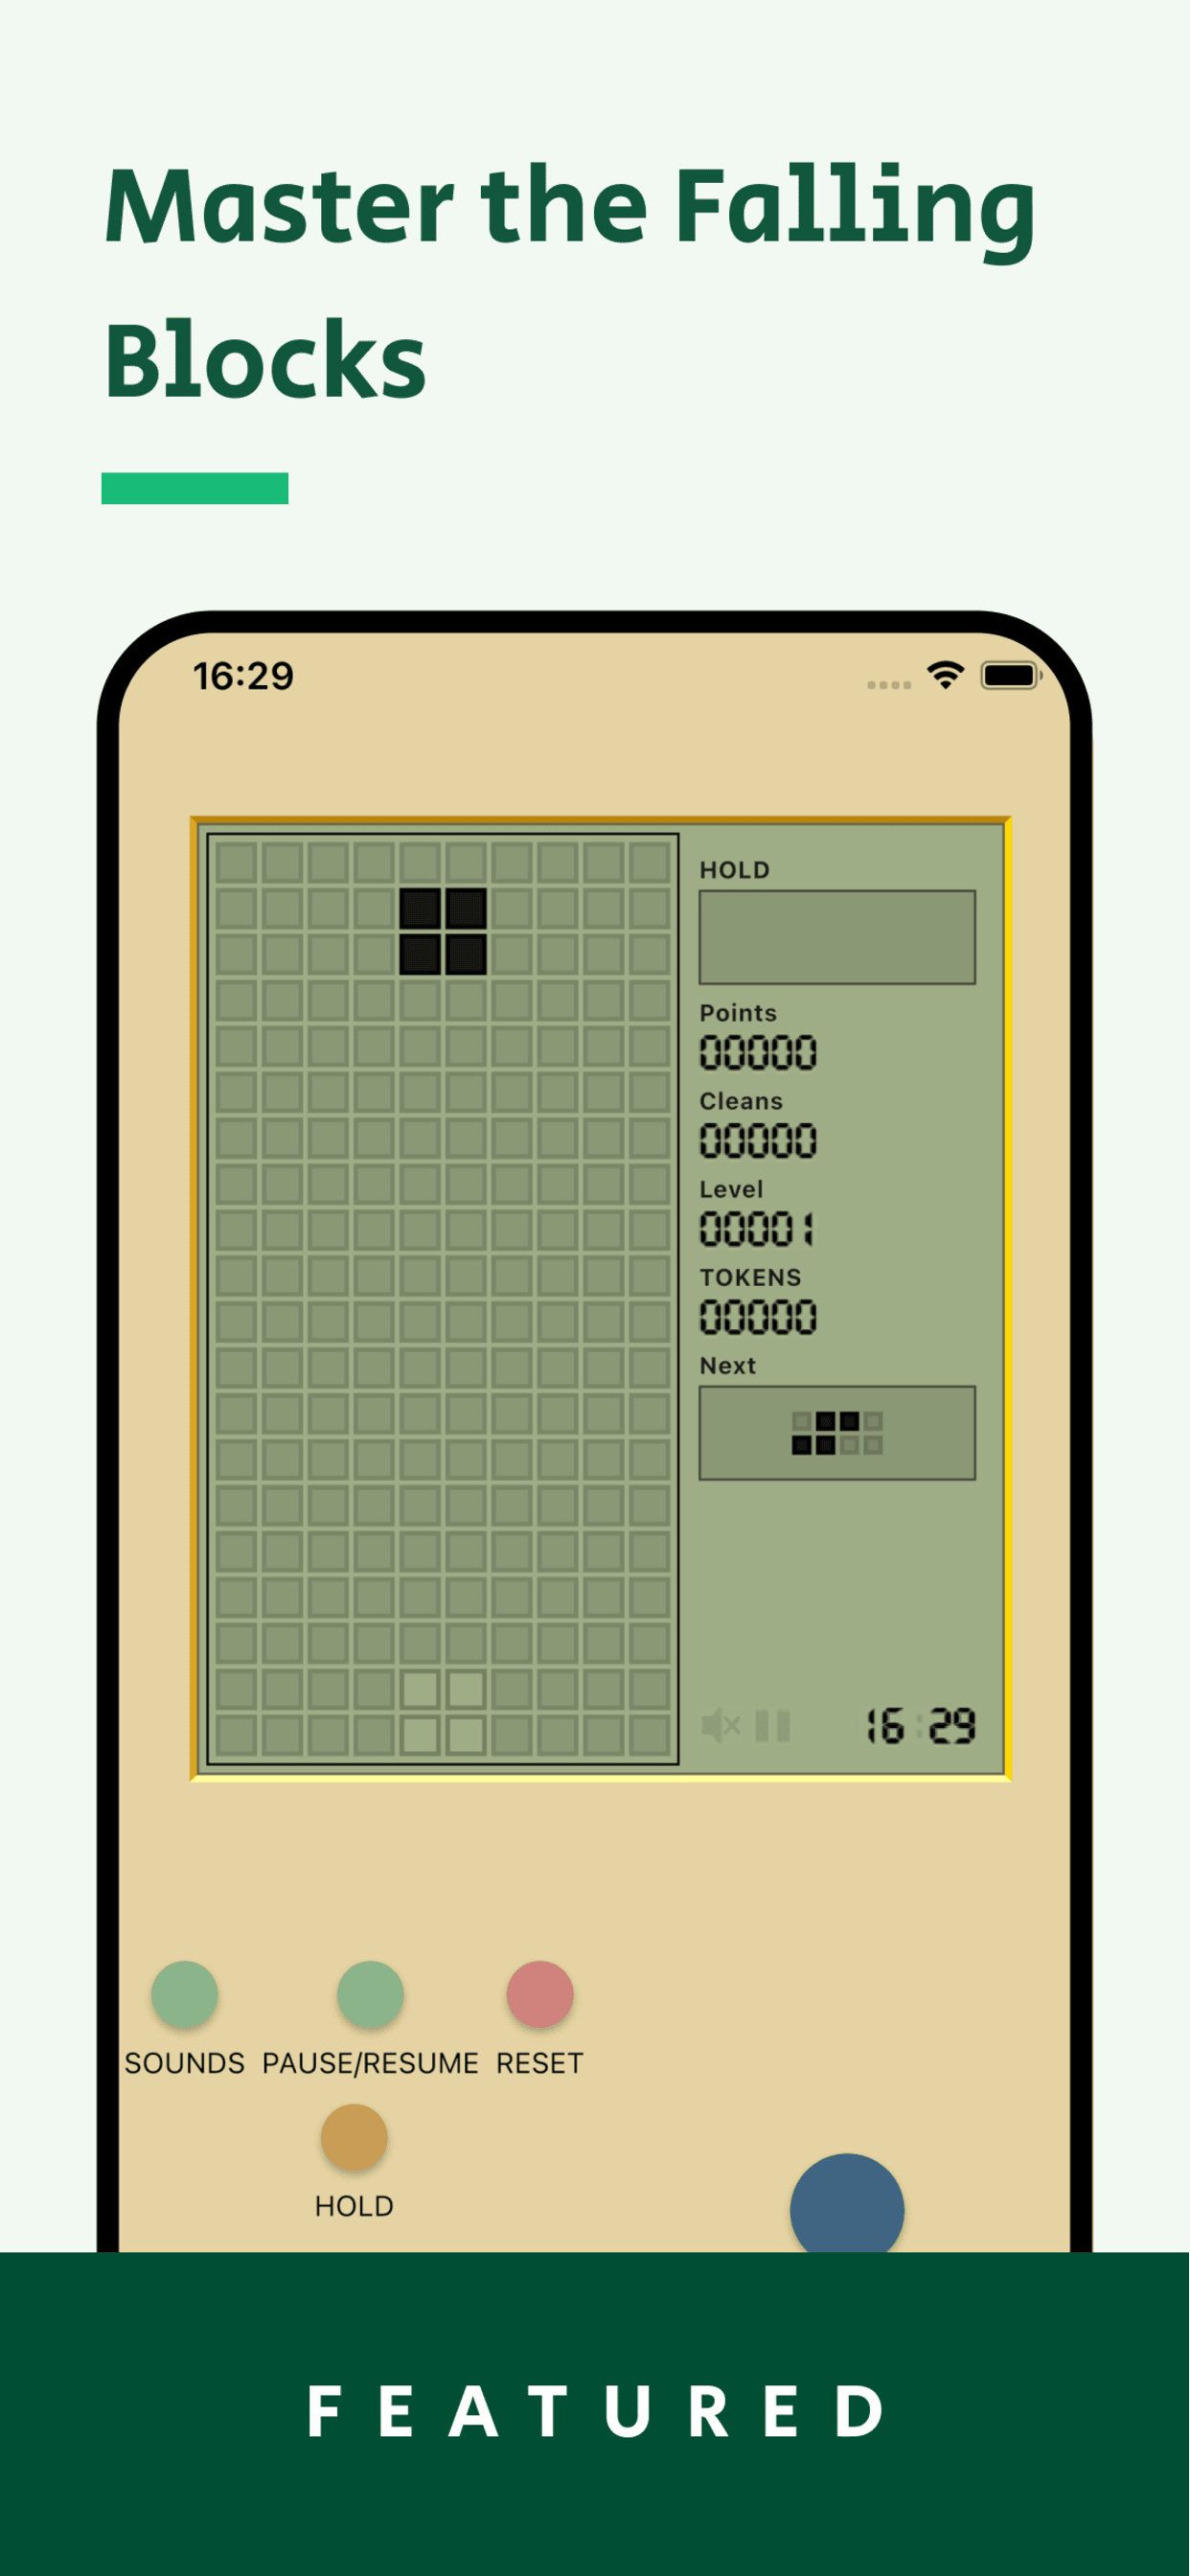 Master the Falling
Blocks
16:29
HOLD
Points
00000
Cleans
00000
Level
00001
TOKENS
00000
Next
16:29
SOUNDS PAUSE/RESUME RESET
HOLD
FEATURED